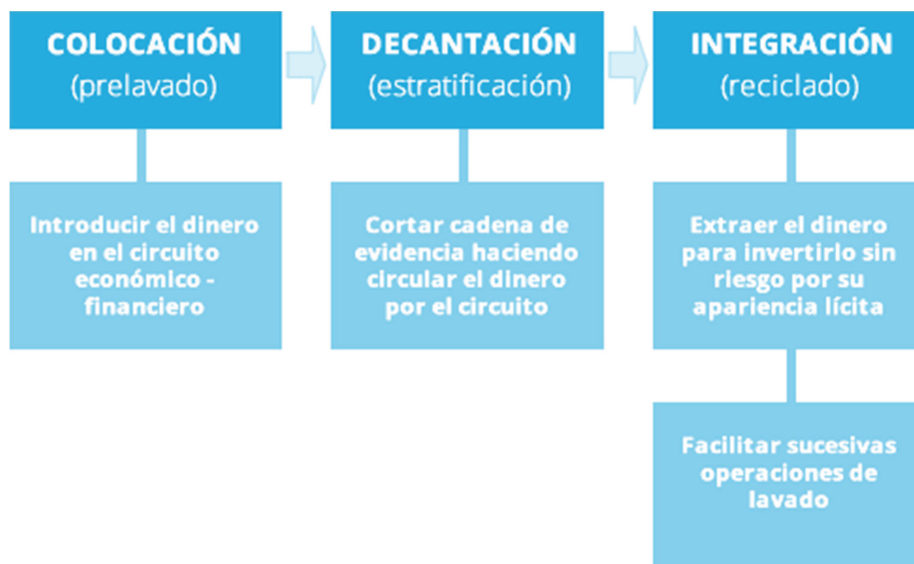 COLOCACIÓN
(prelavado)
DECANTACIÓN
(estratificación)
INTEGRACIÓN
(reciclado)
Introducir el dinero
en el circuito
económico -
financiero
Cortar cadena de
evidencia haciendo
circular el dinero
por el circuito
Extraer el dinero
para invertirlo sin
riesgo por su
apariencia lícita
Facilitar sucesivas
operaciones de
lavado